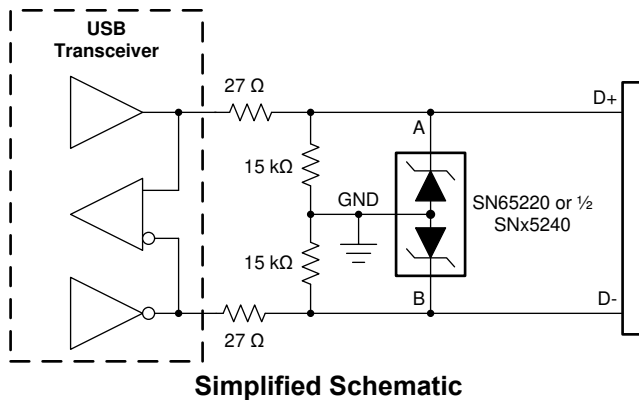 USB
Transceiver
27 Ω
D+
A
15 kΩ
GND
SN65220 or ½
SNx5240
15 kΩ
B
D-
27 Ω
Simplified Schematic